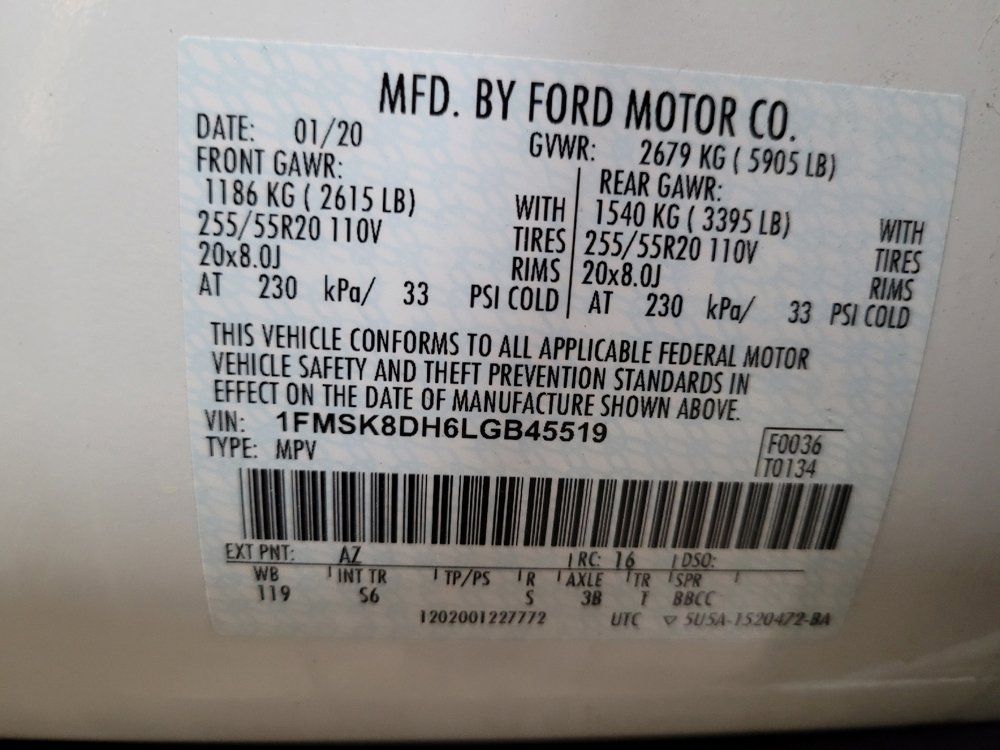 MFD. BY FORD MOTOR CO.
DATE: 01/20 GVWR: 2679 KG ( 5905 LB)
FRONT GAWR: REAR GAWR:
1186 KG ( 2615 LB) WITH 1540 KG ( 3395 LB) WITH
255/55R20 110V TIRES 255/55R20 110V TIRES
20x8.0J RIMS 20x8.0J RIMS
AT 230 kPa/ 33 PSI COLD AT 230 kPa/ 33 PSI COLD
THIS VEHICLE CONFORMS TO ALL APPLICABLE FEDERAL MOTOR
VEHICLE SAFETY AND THEFT PREVENTION STANDARDS IN
EFFECT ON THE DATE OF MANUFACTURE SHOWN ABOVE.
VIN: 1FMSK8DH6LGB45519
TYPE: MPV F0036
T0134
EXT PNT: AZ RC: 16 DSO:
WB INT TR TP/PS R AXLE TR SPR
119 S6 S 3B T BBCC
1202001227772 UTC ▽ 5U5A-1520472-BA